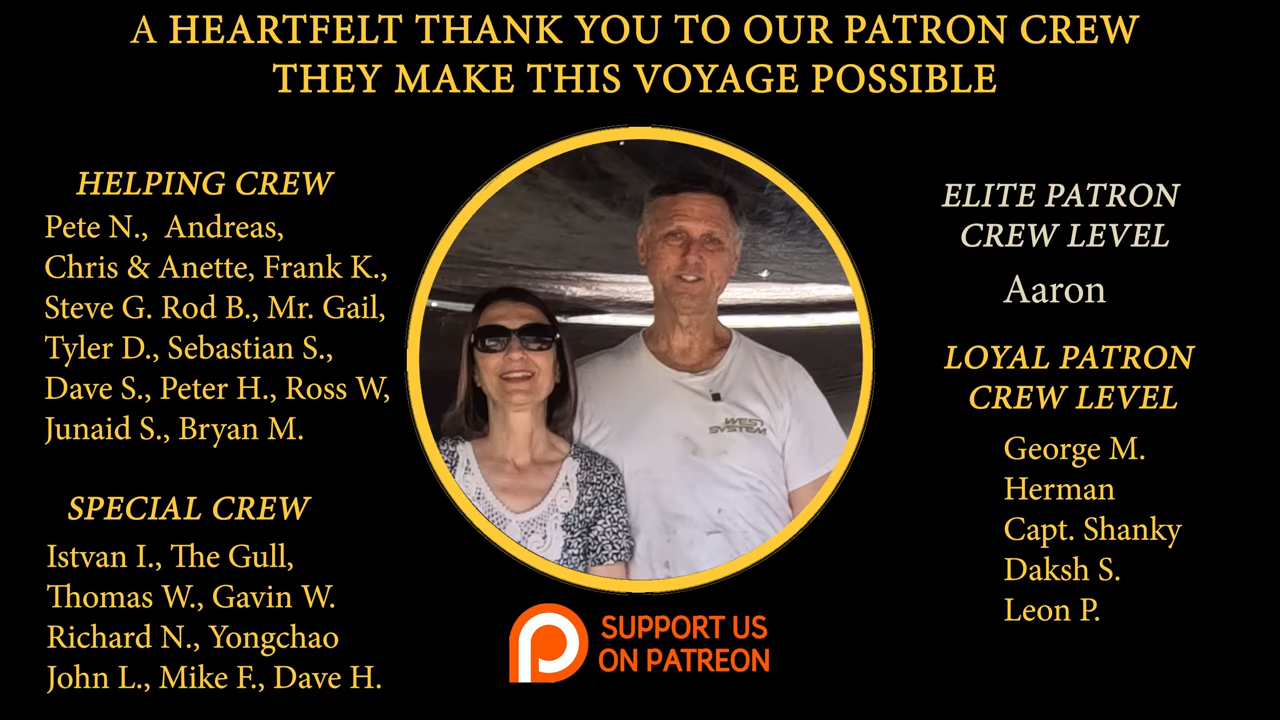 A HEARTFELT THANK YOU TO OUR PATRON CREW
THEY MAKE THIS VOYAGE POSSIBLE
HELPING CREW
Pete N.,  Andreas,
Chris & Anette, Frank K.,
Steve G. Rod B., Mr. Gail,
Tyler D., Sebastian S.,
Dave S., Peter H., Ross W,
Junaid S., Bryan M.
SPECIAL CREW
Istvan I., The Gull,
Thomas W., Gavin W.
Richard N., Yongchao
John L., Mike F., Dave H.
WEST
SYSTEM
SUPPORT US
ON PATREON
ELITE PATRON
CREW LEVEL
Aaron
LOYAL PATRON
CREW LEVEL
George M.
Herman
Capt. Shanky
Daksh S.
Leon P.